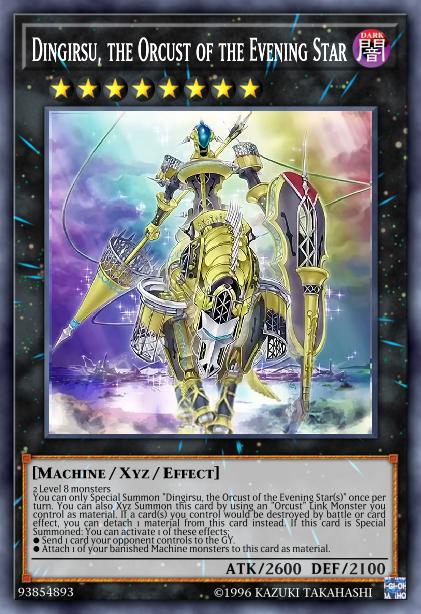 Dingirsu, the Orcust of the Evening Star
DARK
闇
[Machine / Xyz / Effect]
2 Level 8 monsters
You can only Special Summon "Dingirsu, the Orcust of the Evening Star(s)" once per
turn. You can also Xyz Summon this card by using an "Orcust" Link Monster you
control as material. If a card(s) you control would be destroyed by battle or card
effect, you can detach 1 material from this card instead. If this card is Special
Summoned: You can activate 1 of these effects;
● Send 1 card your opponent controls to the GY.
● Attach 1 of your banished Machine monsters to this card as material.
ATK/2600 DEF/2100
93854893
©1996 KAZUKI TAKAHASHI